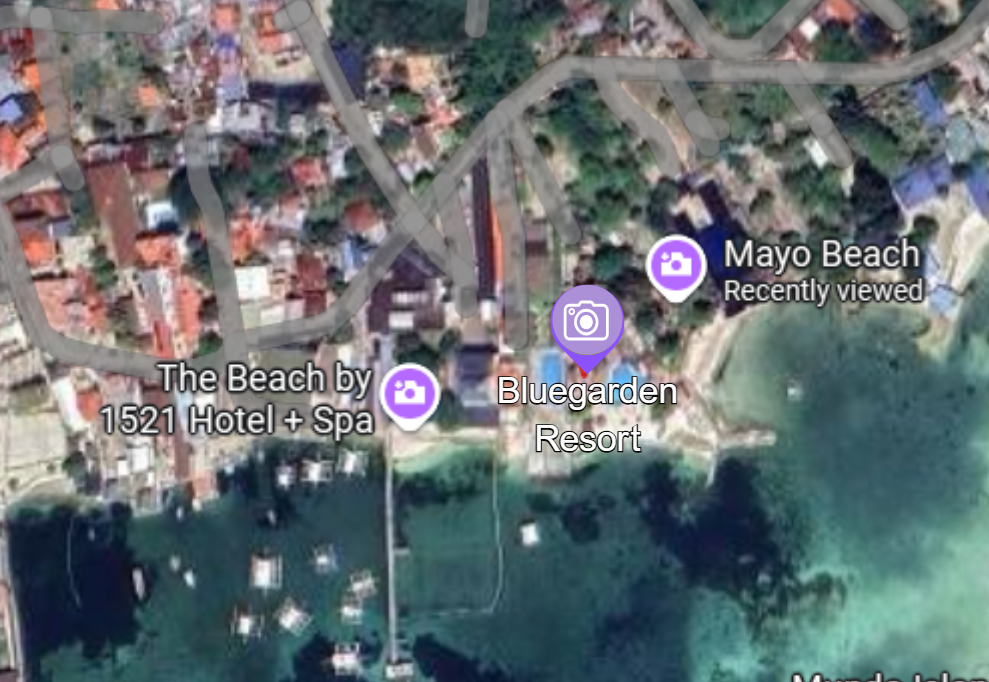 Mayo Beach
Recently viewed
The Beach by
1521 Hotel + Spa
Bluegarden
Resort